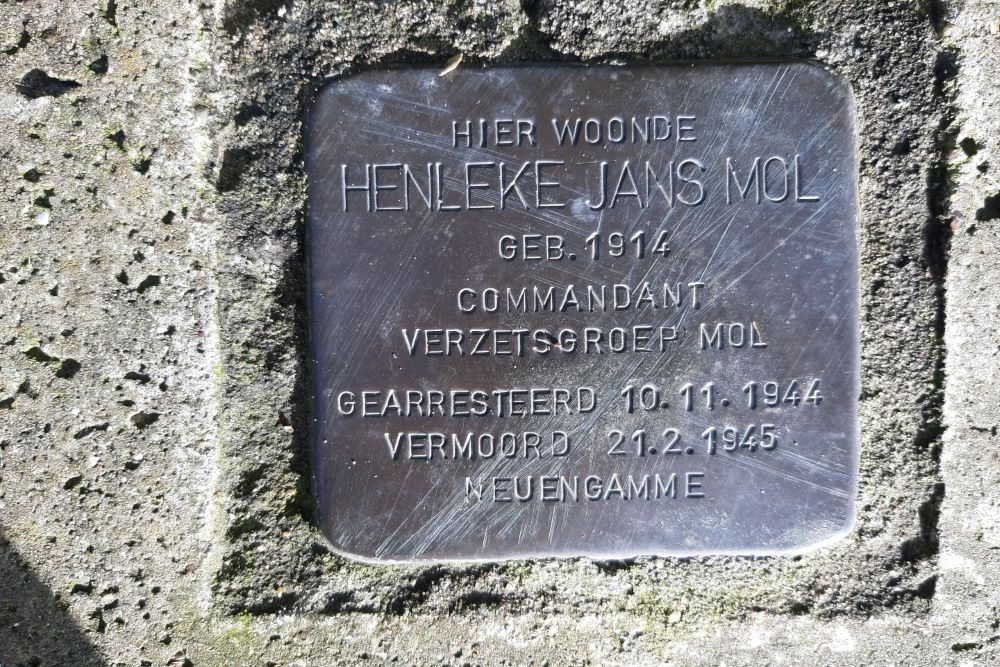 HIER WOONDE
HENLEKE JANS MOL
GEB. 1914
COMMANDANT
VERZETSGROEP MOL
GEARRESTEERD 10.11.1944
VERMOORD 21.2.1945
NEUENGAMME